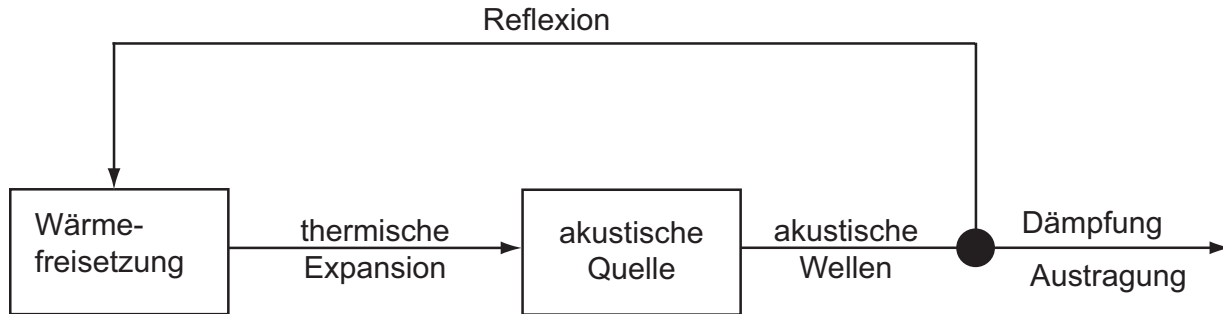 Reflexion
Wärme-
freisetzung
thermische
Expansion
akustische
Quelle
akustische
Wellen
Dämpfung
Austragung